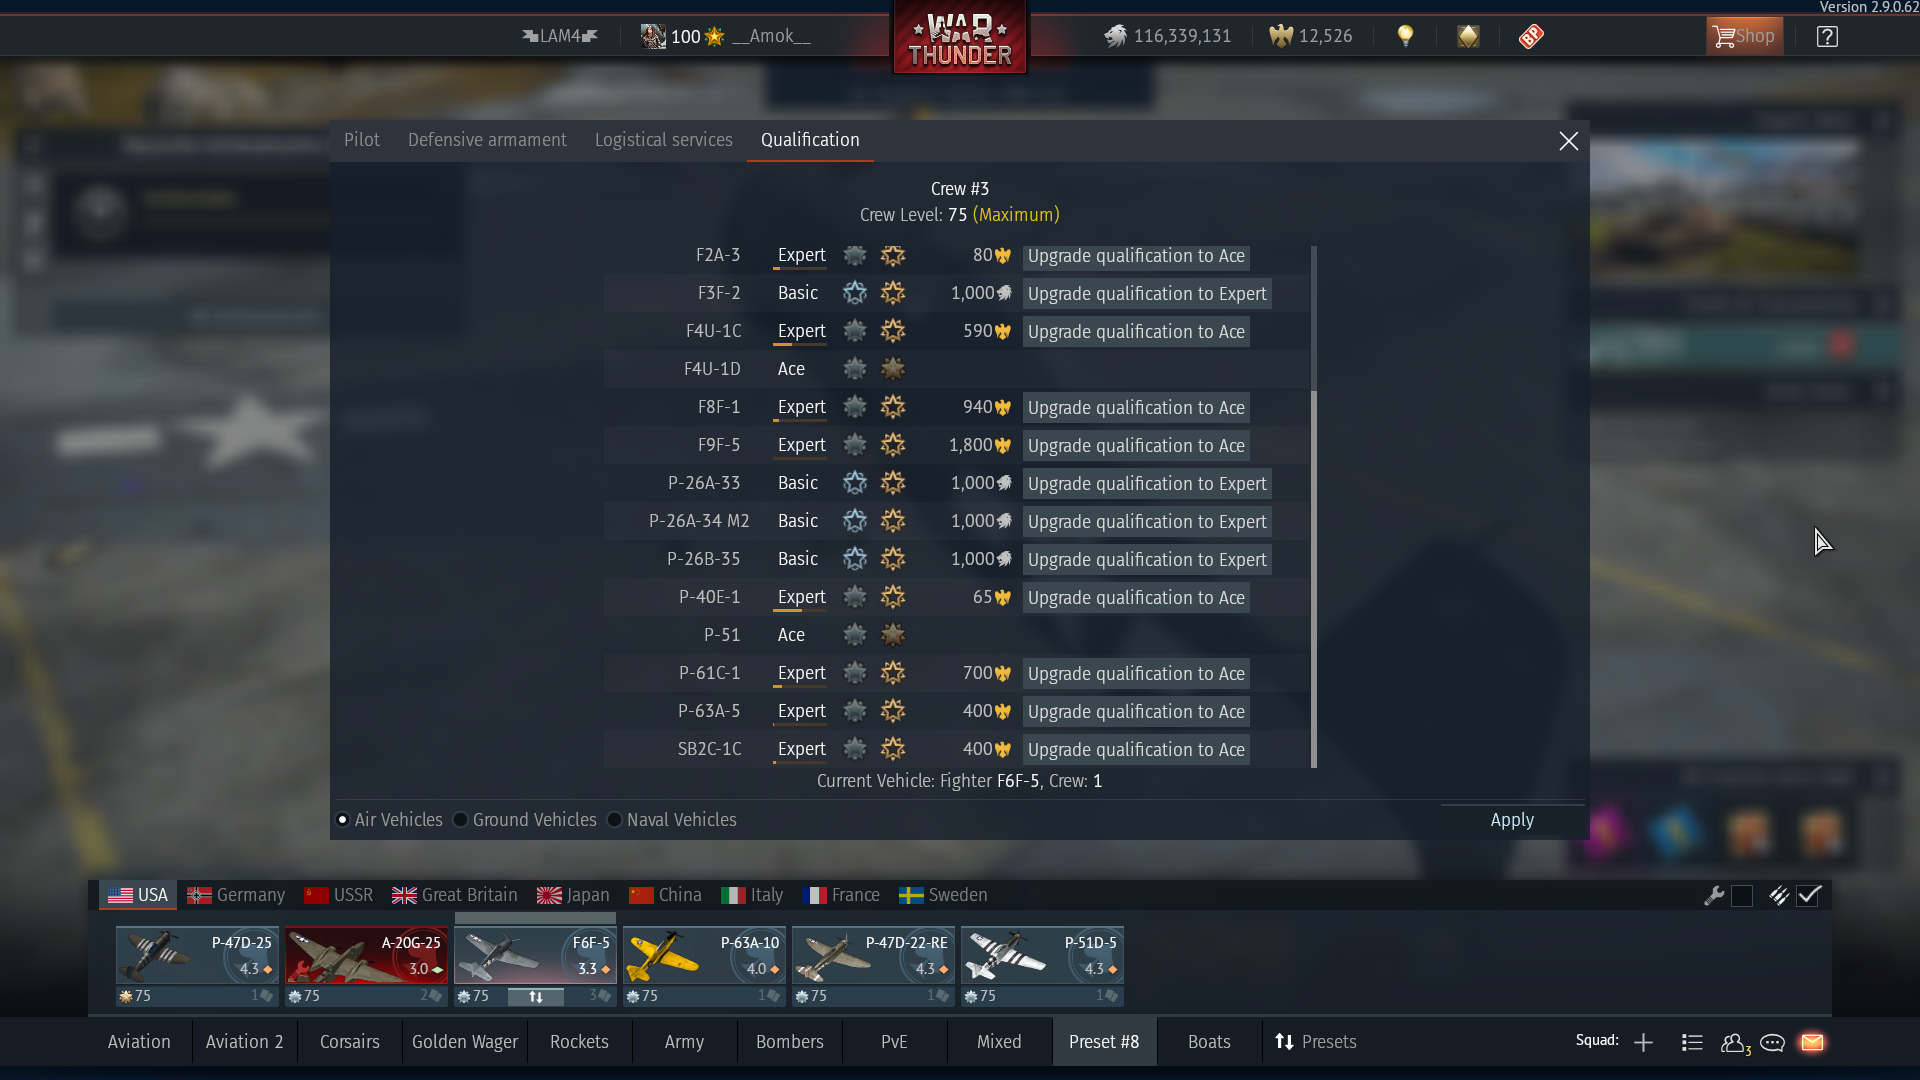 Version 2.9.0.62
LAM4
100
__Amok__
WAR THUNDER
116,339,131
12,526
BP
Shop
?
Pilot Defensive armament Logistical services Qualification
Crew #3
Crew Level: 75 (Maximum)
F2A-3 Expert 80 Upgrade qualification to Ace
F3F-2 Basic 1,000 Upgrade qualification to Expert
F4U-1C Expert 590 Upgrade qualification to Ace
F4U-1D Ace
F8F-1 Expert 940 Upgrade qualification to Ace
F9F-5 Expert 1,800 Upgrade qualification to Ace
P-26A-33 Basic 1,000 Upgrade qualification to Expert
P-26A-34 M2 Basic 1,000 Upgrade qualification to Expert
P-26B-35 Basic 1,000 Upgrade qualification to Expert
P-40E-1 Expert 65 Upgrade qualification to Ace
P-51 Ace
P-61C-1 Expert 700 Upgrade qualification to Ace
P-63A-5 Expert 400 Upgrade qualification to Ace
SB2C-1C Expert 400 Upgrade qualification to Ace
Current Vehicle: Fighter F6F-5, Crew: 1
Air Vehicles Ground Vehicles Naval Vehicles Apply
USA Germany USSR Great Britain Japan China Italy France Sweden
P-47D-25 A-20G-25 F6F-5 P-63A-10 P-47D-22-RE P-51D-5
4.3 3.0 3.3 4.0 4.3 4.3
75 1 75 2 75 3 75 1 75 1 75 1
Aviation Aviation 2 Corsairs Golden Wager Rockets Army Bombers PvE Mixed Preset #8 Boats Presets Squad: 3